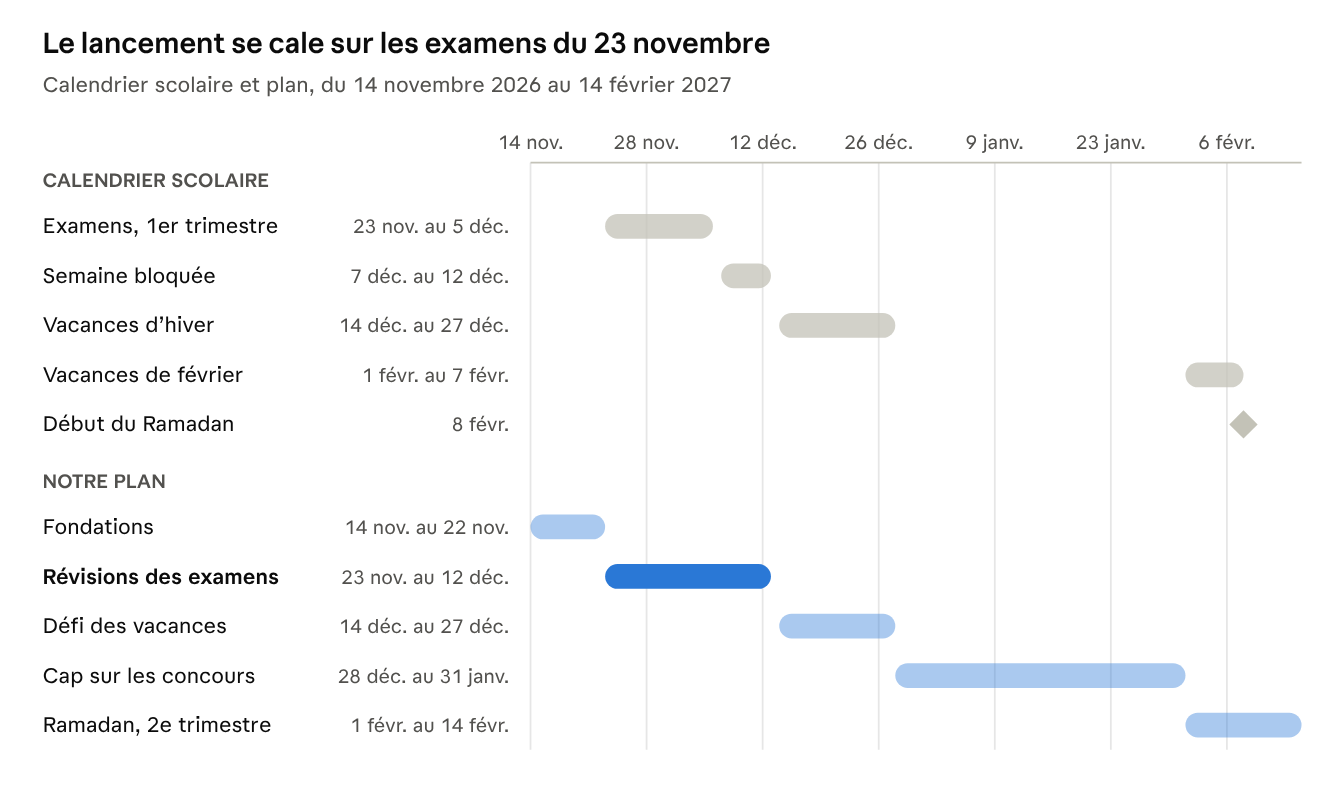 Le lancement se cale sur les examens du 23 novembre
Calendrier scolaire et plan, du 14 novembre 2026 au 14 février 2027
14 nov. 28 nov. 12 déc. 26 déc. 9 janv. 23 janv. 6 févr.
CALENDRIER SCOLAIRE
Examens, 1er trimestre 23 nov. au 5 déc.
Semaine bloquée 7 déc. au 12 déc.
Vacances d’hiver 14 déc. au 27 déc.
Vacances de février 1 févr. au 7 févr.
Début du Ramadan 8 févr.
NOTRE PLAN
Fondations 14 nov. au 22 nov.
Révisions des examens 23 nov. au 12 déc.
Défi des vacances 14 déc. au 27 déc.
Cap sur les concours 28 déc. au 31 janv.
Ramadan, 2e trimestre 1 févr. au 14 févr.